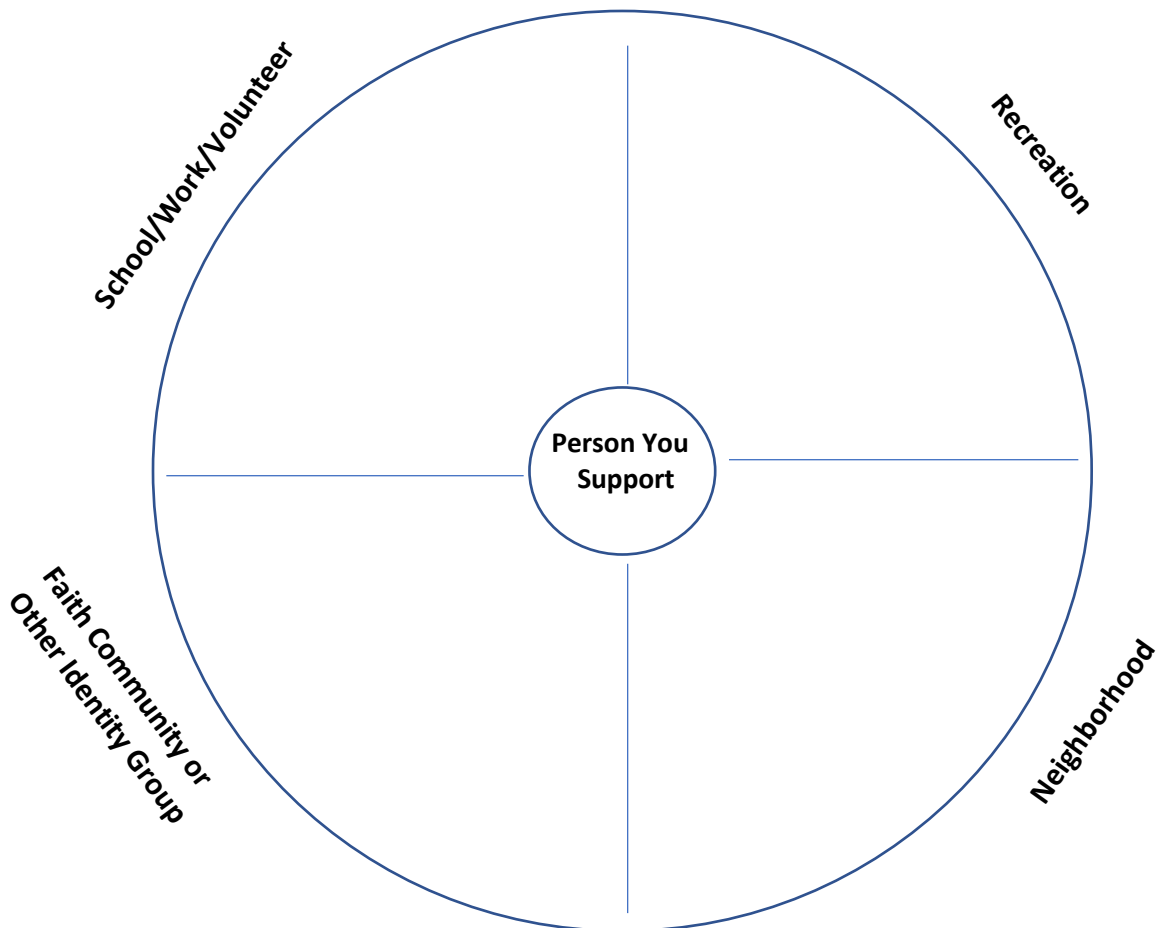 School/Work/Volunteer
Recreation
Person You
Support
Faith Community or
Other Identity Group
Neighborhood